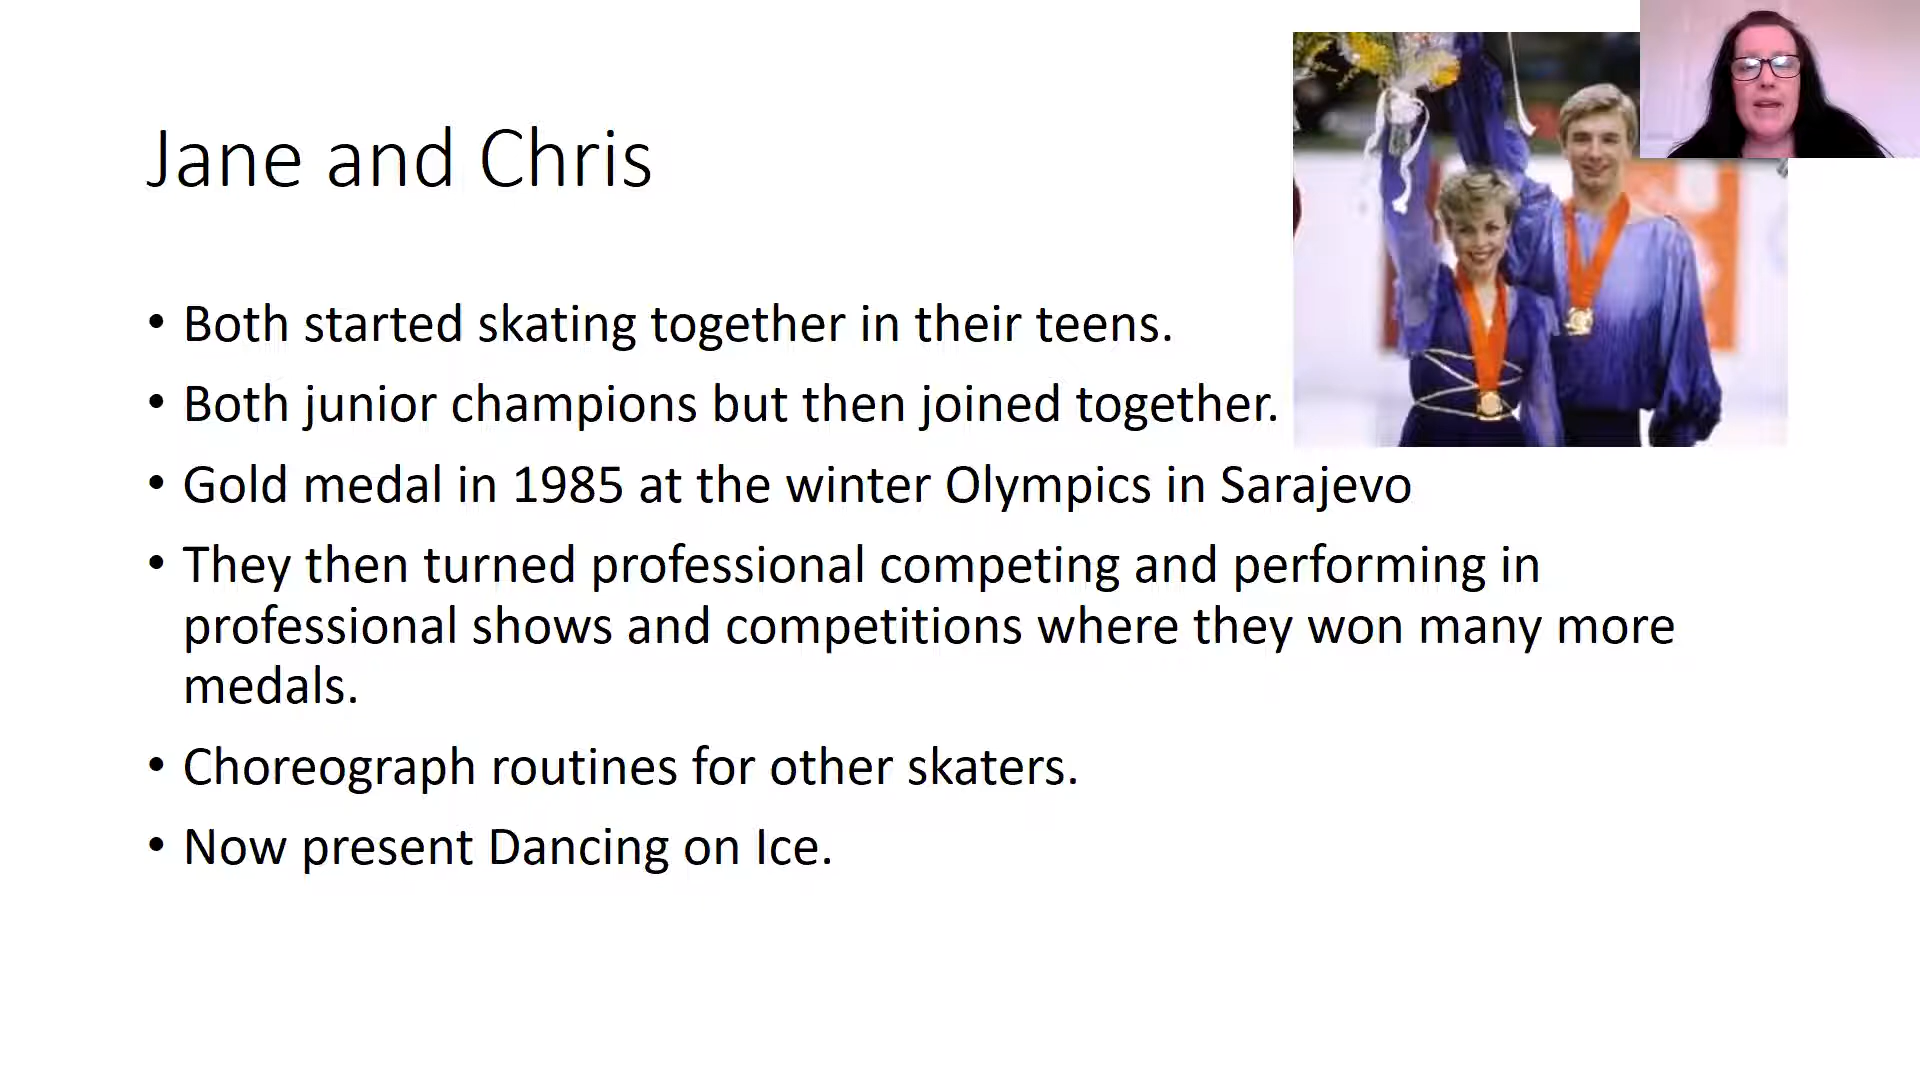 Jane and Chris
• Both started skating together in their teens.
• Both junior champions but then joined together.
• Gold medal in 1985 at the winter Olympics in Sarajevo
• They then turned professional competing and performing in
professional shows and competitions where they won many more
medals.
• Choreograph routines for other skaters.
• Now present Dancing on Ice.